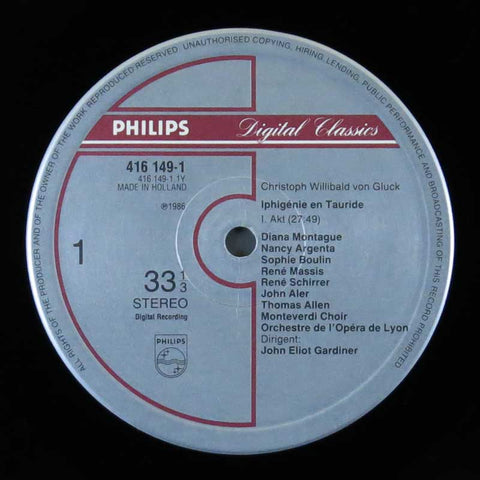 ALL RIGHTS OF THE PRODUCER AND OF THE OWNER OF THE WORK REPRODUCED RESERVED. UNAUTHORISED COPYING, HIRING, LENDING, PUBLIC PERFORMANCE AND BROADCASTING OF THIS RECORD PROHIBITED.
PHILIPS
Digital Classics
416 149-1
416 149-1 1Y
MADE IN HOLLAND
℗1986
1
33 1/3
STEREO
Digital Recording
PHILIPS
Christoph Willibald von Gluck
Iphigénie en Tauride
I. Akt (27:49)
Diana Montague
Nancy Argenta
Sophie Boulin
René Massis
René Schirrer
John Aler
Thomas Allen
Monteverdi Choir
Orchestre de l'Opéra de Lyon
Dirigent:
John Eliot Gardiner